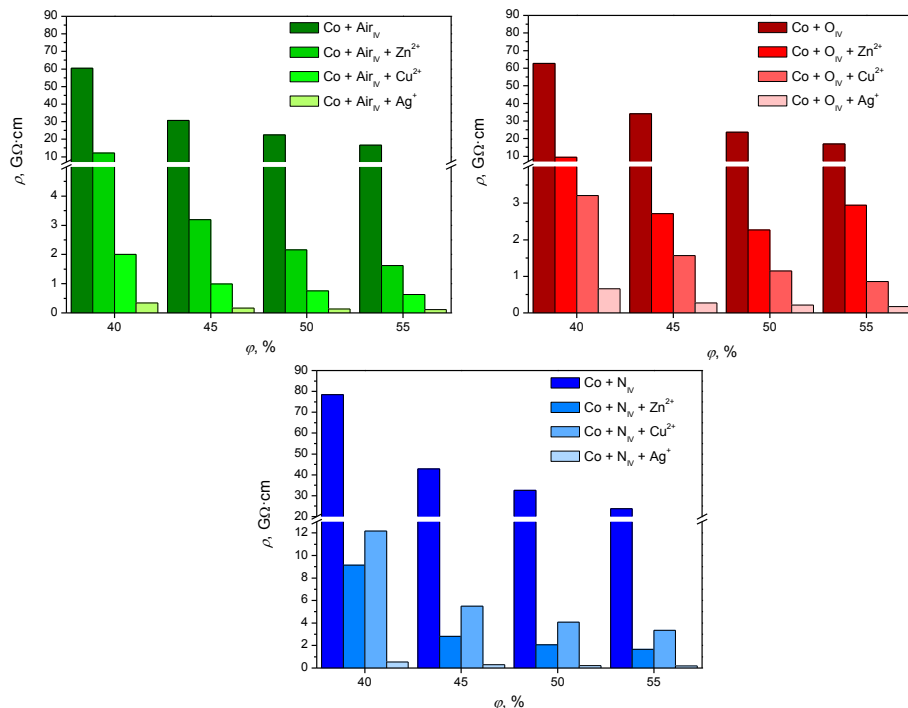 90
80
70
60
50
40
30
20
10
4
3
2
1
0
ρ, GΩ·cm
Co + Air_IV
Co + Air_IV + Zn²⁺
Co + Air_IV + Cu²⁺
Co + Air_IV + Ag⁺
40 45 50 55
φ, %
90
80
70
60
50
40
30
20
10
3
2
1
0
ρ, GΩ·cm
Co + O_IV
Co + O_IV + Zn²⁺
Co + O_IV + Cu²⁺
Co + O_IV + Ag⁺
40 45 50 55
φ, %
90
80
70
60
50
40
30
20
12
10
8
6
4
2
0
ρ, GΩ·cm
Co + N_IV
Co + N_IV + Zn²⁺
Co + N_IV + Cu²⁺
Co + N_IV + Ag⁺
40 45 50 55
φ, %